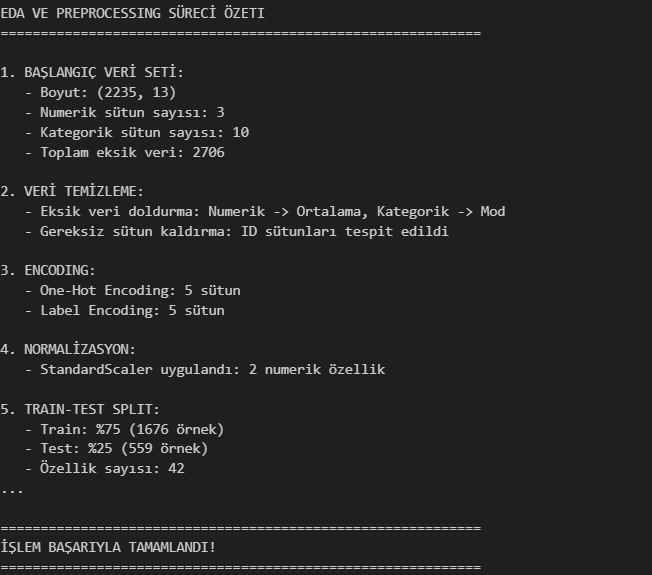 EDA VE PREPROCESSING SÜRECİ ÖZETI
============================================================
1. BAŞLANGIÇ VERİ SETİ:
- Boyut: (2235, 13)
- Numerik sütun sayısı: 3
- Kategorik sütun sayısı: 10
- Toplam eksik veri: 2706
2. VERİ TEMİZLEME:
- Eksik veri doldurma: Numerik -> Ortalama, Kategorik -> Mod
- Gereksiz sütun kaldırma: ID sütunları tespit edildi
3. ENCODING:
- One-Hot Encoding: 5 sütun
- Label Encoding: 5 sütun
4. NORMALİZASYON:
- StandardScaler uygulandı: 2 numerik özellik
5. TRAIN-TEST SPLIT:
- Train: %75 (1676 örnek)
- Test: %25 (559 örnek)
- Özellik sayısı: 42
...
============================================================
İŞLEM BAŞARIYLA TAMAMLANDI!
============================================================